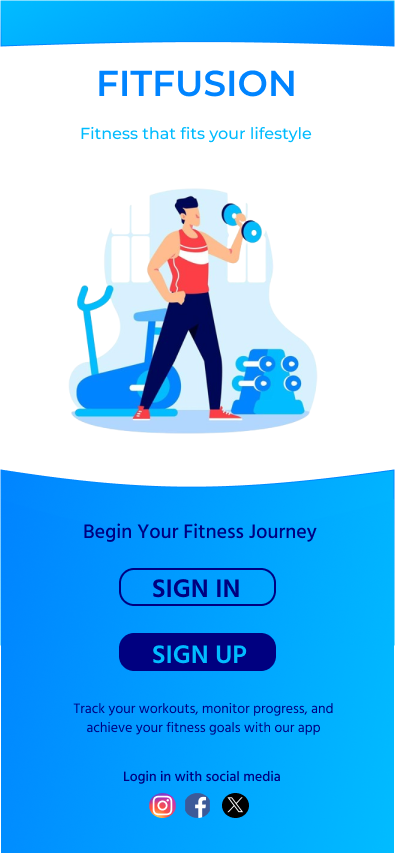 FITFUSION
Fitness that fits your lifestyle
Begin Your Fitness Journey
SIGN IN
SIGN UP
Track your workouts, monitor progress, and
achieve your fitness goals with our app
Login in with social media